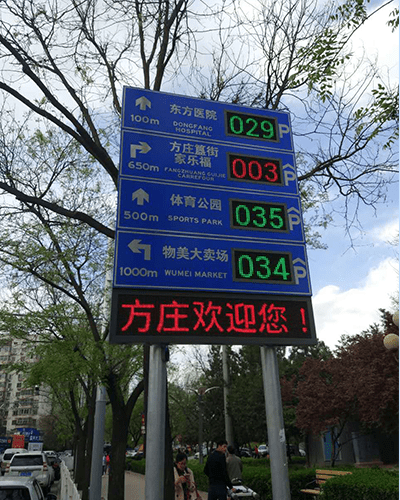 东方医院
100m
DONGFANG
HOSPITAL
029 P
方庄簋街
家乐福
650m
FANGZHUANG GUIJIE
CARREFOUR
003 P
体育公园
500m
SPORTS PARK
035 P
物美大卖场
1000m
WUMEI MARKET
034 P
方庄欢迎您！